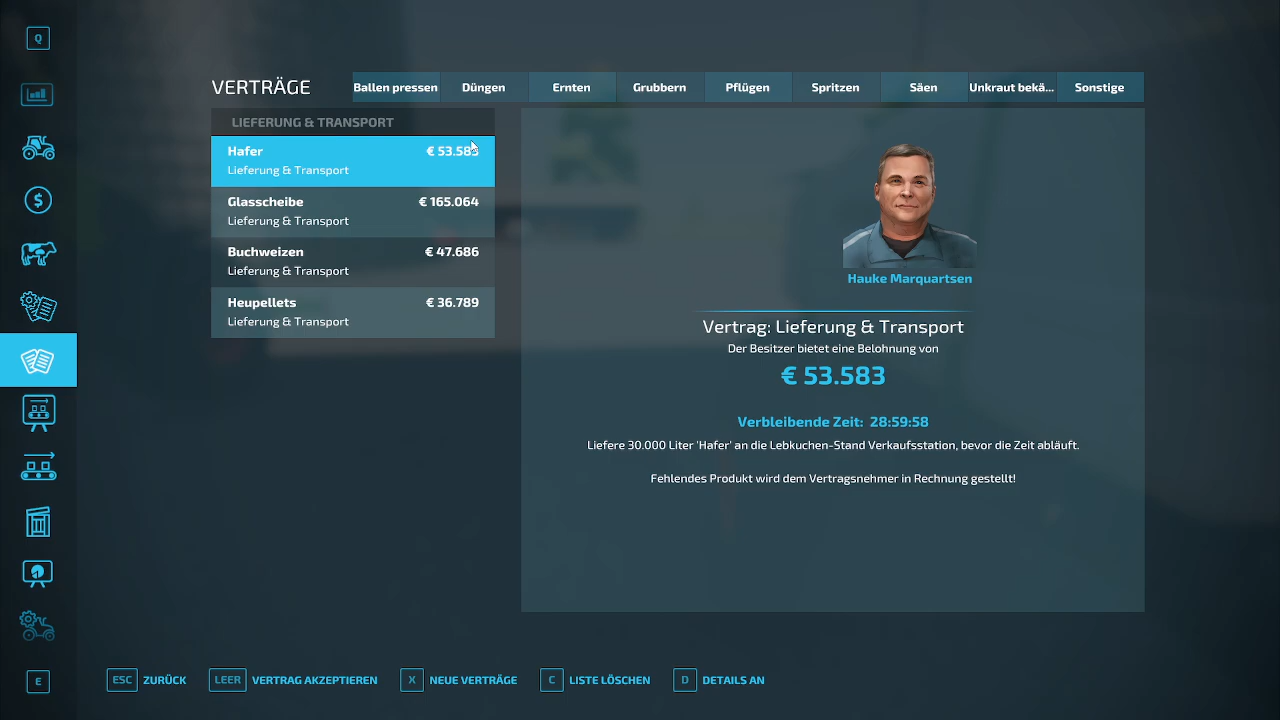 Q
VERTRÄGE
Ballen pressen
Düngen
Ernten
Grubbern
Pflügen
Spritzen
Säen
Unkraut bekä...
Sonstige
LIEFERUNG & TRANSPORT
Hafer € 53.583
Lieferung & Transport
Glasscheibe € 165.064
Lieferung & Transport
Buchweizen € 47.686
Lieferung & Transport
Heupellets € 36.789
Lieferung & Transport
Hauke Marquartsen
Vertrag: Lieferung & Transport
Der Besitzer bietet eine Belohnung von
€ 53.583
Verbleibende Zeit: 28:59:58
Liefere 30.000 Liter 'Hafer' an die Lebkuchen-Stand Verkaufsstation, bevor die Zeit abläuft.
Fehlendes Produkt wird dem Vertragsnehmer in Rechnung gestellt!
E
ESC ZURÜCK LEER VERTRAG AKZEPTIEREN X NEUE VERTRÄGE C LISTE LÖSCHEN D DETAILS AN